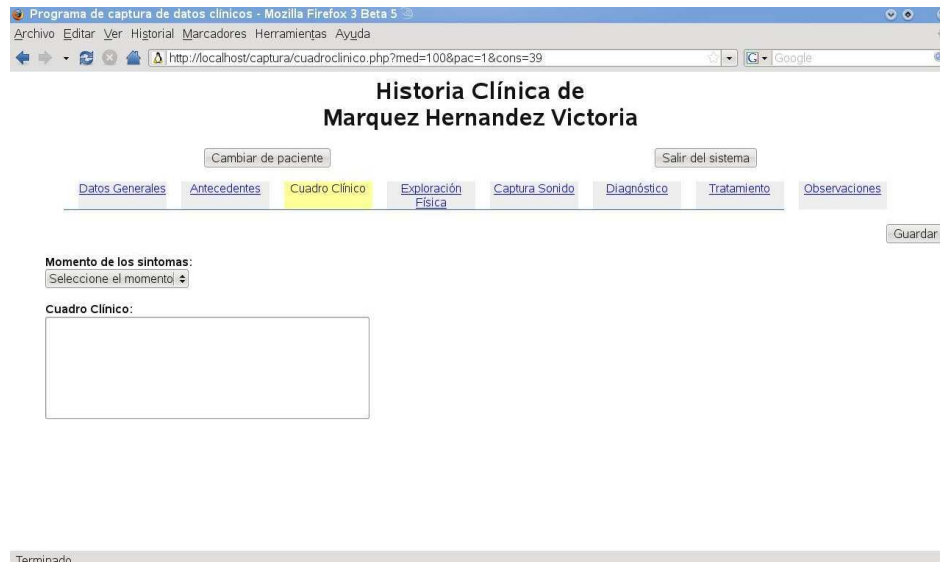 Programa de captura de datos clinicos - Mozilla Firefox 3 Beta 5
Archivo Editar Ver Historial Marcadores Herramientas Ayuda
http://localhost/captura/cuadroclinico.php?med=100&pac=1&cons=39
G Google
Historia Clínica de
Marquez Hernandez Victoria
Cambiar de paciente Salir del sistema
Datos Generales Antecedentes Cuadro Clínico Exploración Física Captura Sonido Diagnóstico Tratamiento Observaciones
Guardar
Momento de los sintomas:
Seleccione el momento
Cuadro Clínico:
Terminado